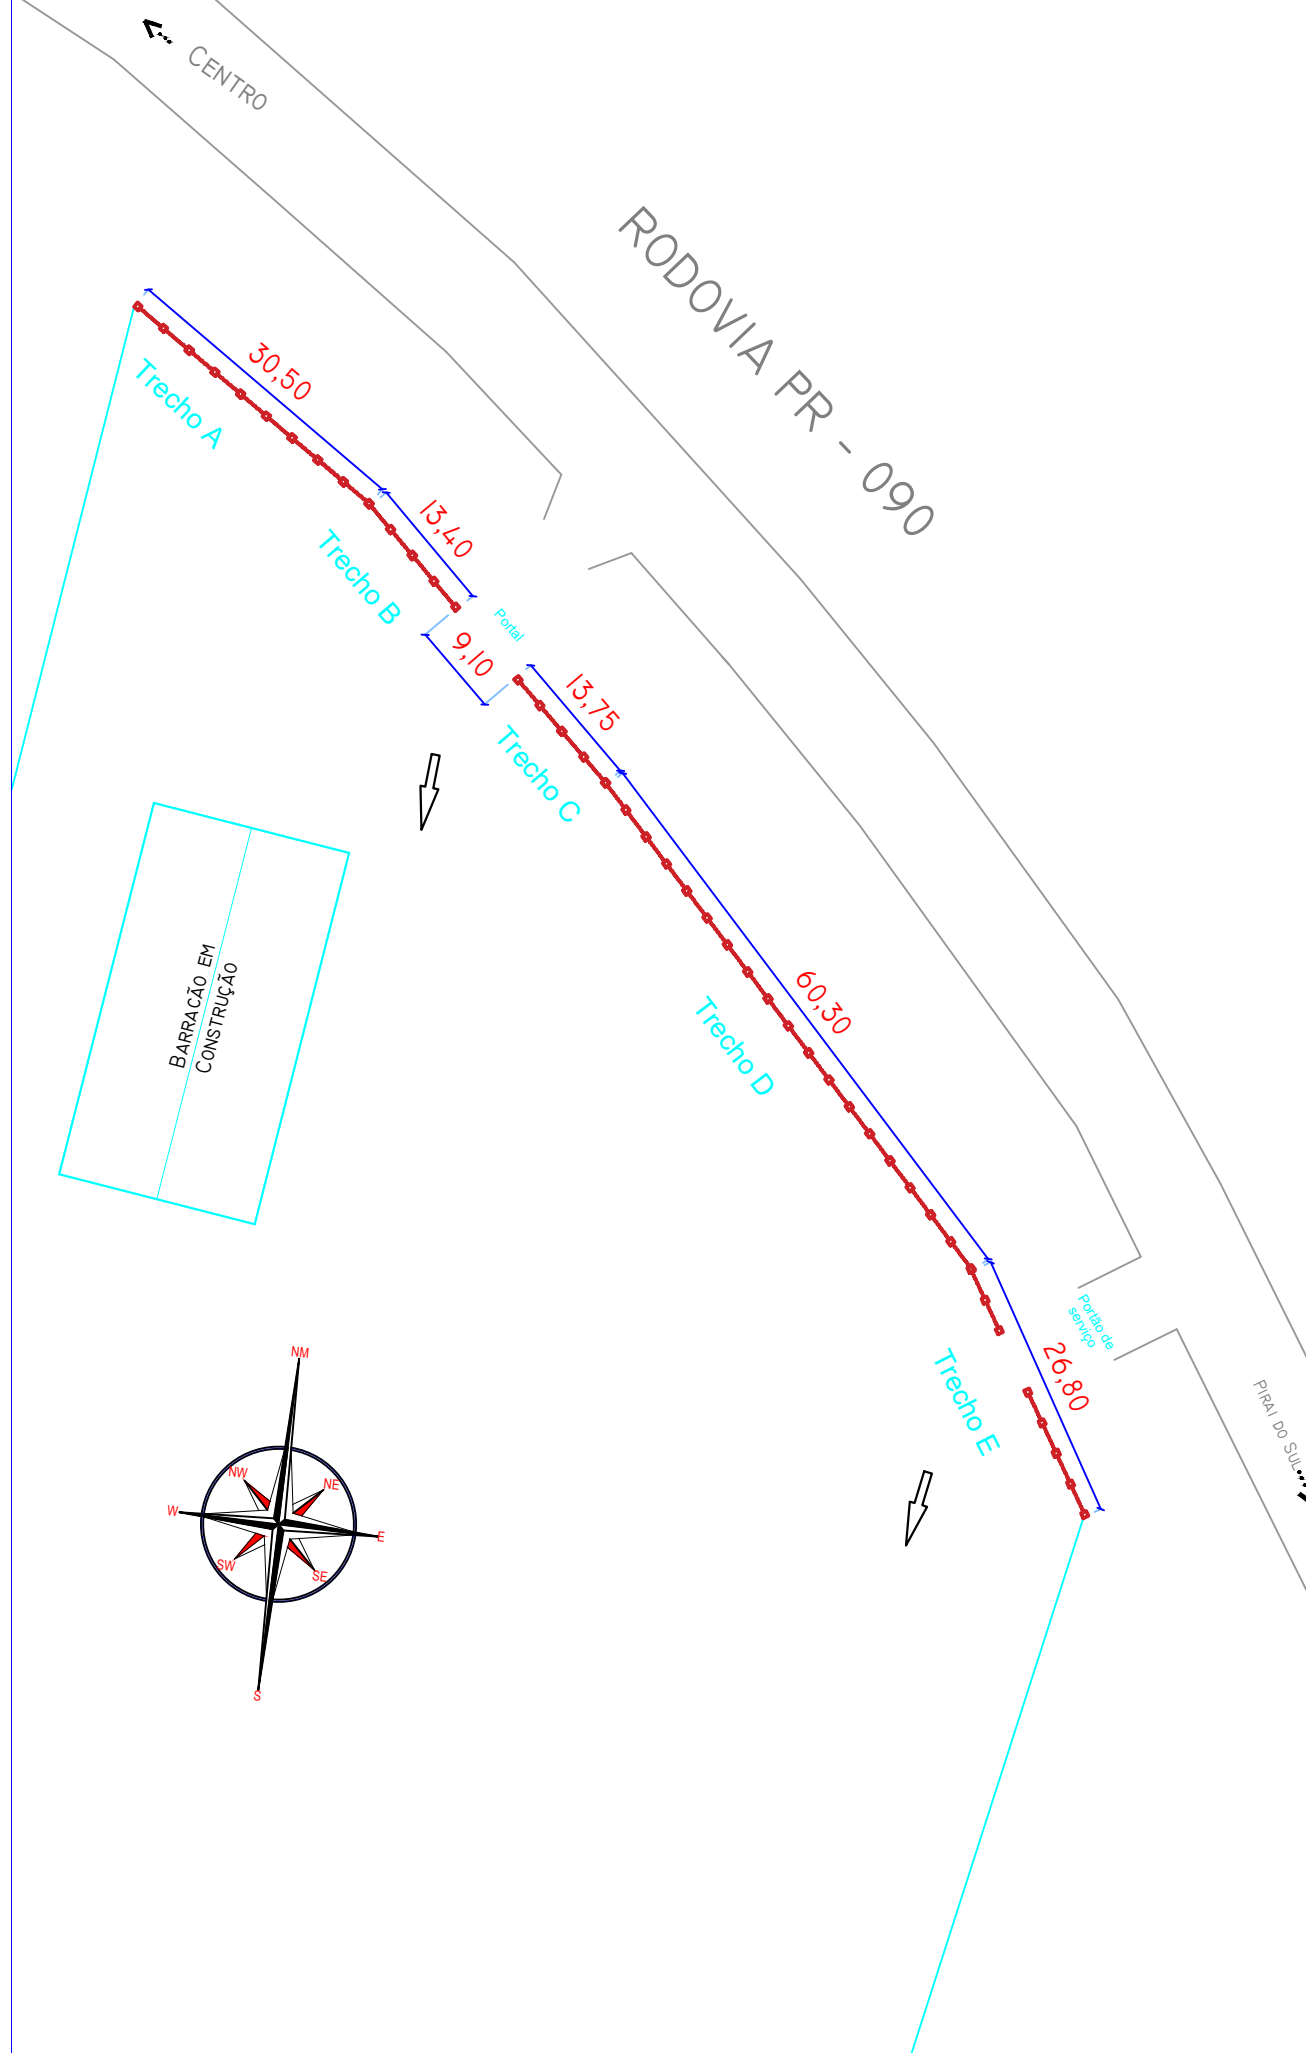 CENTRO
RODOVIA PR - 090
30,50
Trecho A
13,40
Trecho B
Portal
9,10
13,75
Trecho C
60,30
Trecho D
BARRACÃO EM
CONSTRUÇÃO
Portão de
serviço
26,80
Trecho E
PIRAI DO SUL
NM
NW
NE
W
E
SW
SE
S